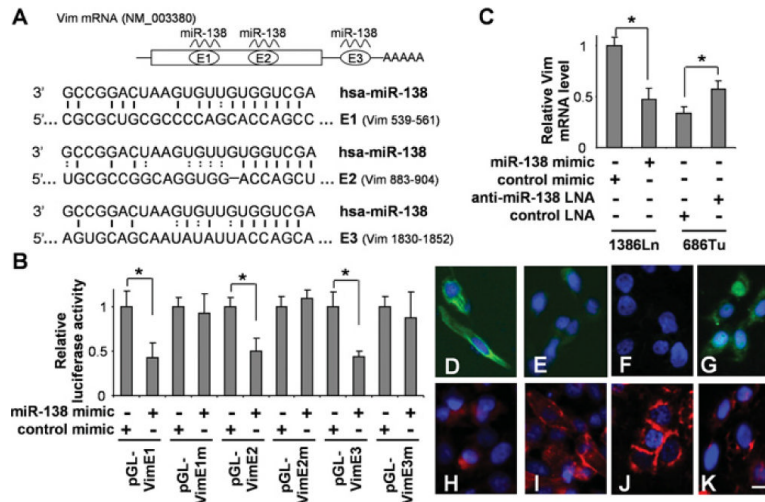 A
Vim mRNA (NM_003380)
miR-138 miR-138 miR-138
E1 E2 E3 AAAAA
3' GCCGGACUAAGUGUUGUGGUCGA hsa-miR-138
5'... CGCGCUGCGCCCCAGCACCAGCC ... E1 (Vim 539-561)
GCCGGACUAAGUGUUGUGGUCGA hsa-miR-138
5'... UGCGCCGGCAGGUGG–ACCAGCU ... E2 (Vim 883-904)
3' GCCGGACUAAGUGUUGUGGUCGA hsa-miR-138
5'... AGUGCAGCAAUAUAUUACCAGCA ... E3 (Vim 1830-1852)
B
Relative
luciferase activity
1
0.5
0
* * *
miR-138 mimic - + - + - + - + - + - +
control mimic + - + - + - + - + - + -
pGL-
VimE1
pGL-
VimE1m
pGL-
VimE2
pGL-
VimE2m
pGL-
VimE3
pGL-
VimE3m
C
Relative Vim
mRNA level
1
0.5
0
* *
miR-138 mimic - + - -
control mimic + - - -
anti-miR-138 LNA - - - +
control LNA - - + -
1386Ln 686Tu
D E F G
H I J K